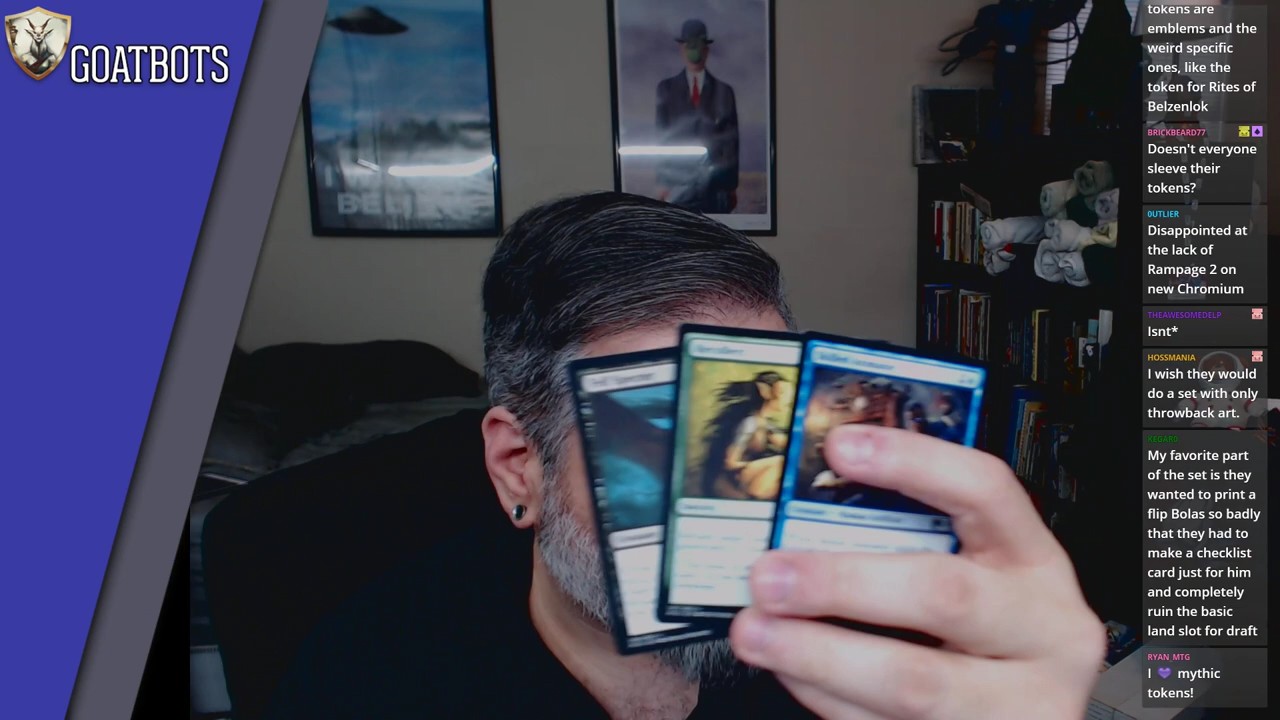 GOATBOTS
BELIEVE
tokens are
emblems and the
weird specific
ones, like the
token for Rites of
Belzenlok
BRICKBEARD77
Doesn't everyone
sleeve their
tokens?
0UTLIER
Disappointed at
the lack of
Rampage 2 on
new Chromium
THEAWESOMEDELP
Isnt*
HOSSMANIA
I wish they would
do a set with only
throwback art.
KEGARD
My favorite part
of the set is they
wanted to print a
flip Bolas so badly
that they had to
make a checklist
card just for him
and completely
ruin the basic
land slot for draft
RYAN_MTG
I 💜 mythic
tokens!